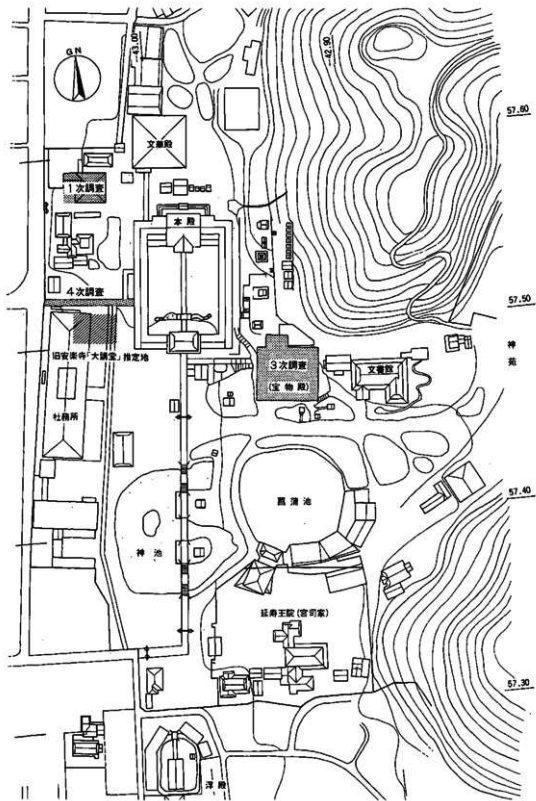 GN
43.00
42.90
57.60
文華殿
1次調査
本殿
4次調査
57.50
旧安楽寺「大講堂」推定地
3次調査
(宝物殿)
文書館
神苑
社務所
57.40
菖蒲池
神池
延寿王院(宮司家)
57.30
浮殿